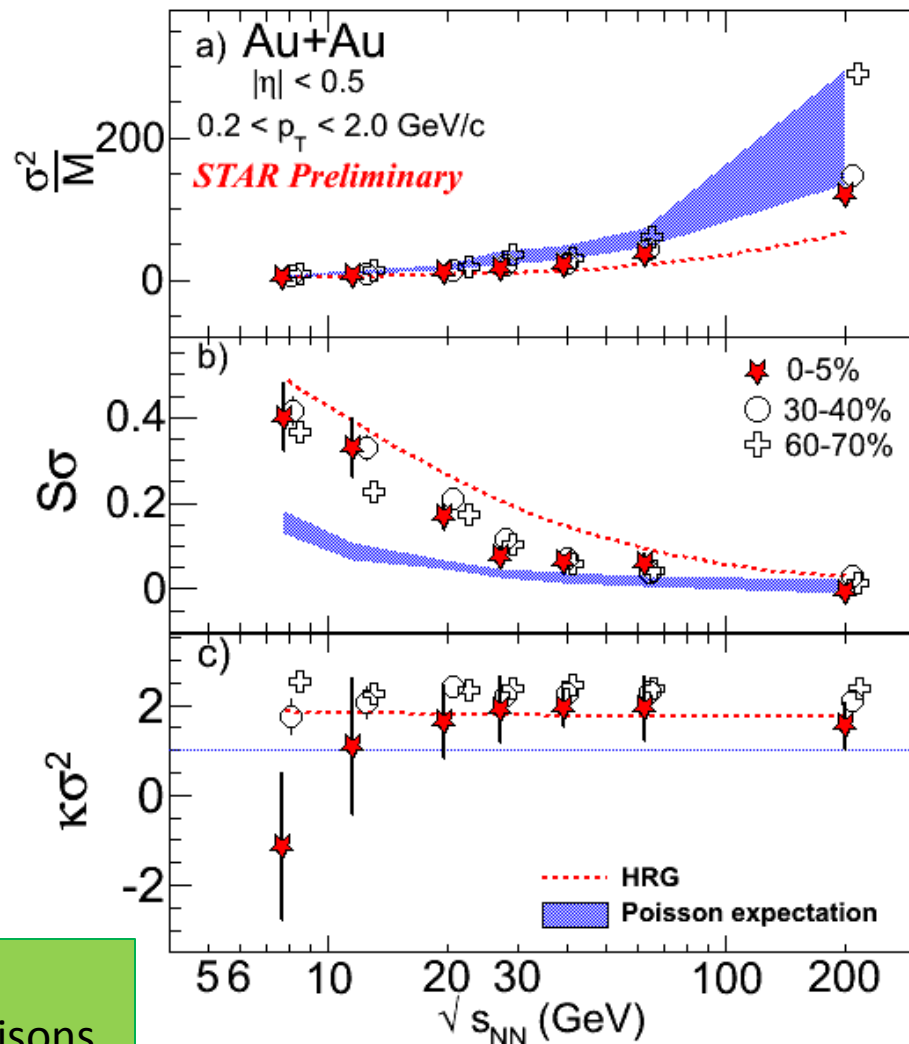 a) Au+Au
|η| < 0.5
0.2 < p_T < 2.0 GeV/c
STAR Preliminary
σ²/M
200
0
b)
0-5%
30-40%
60-70%
Sσ
0.4
0.2
0
c)
κσ²
2
0
-2
HRG
Poisson expectation
5 6 10 20 30 100 200
√s_NN (GeV)
isons